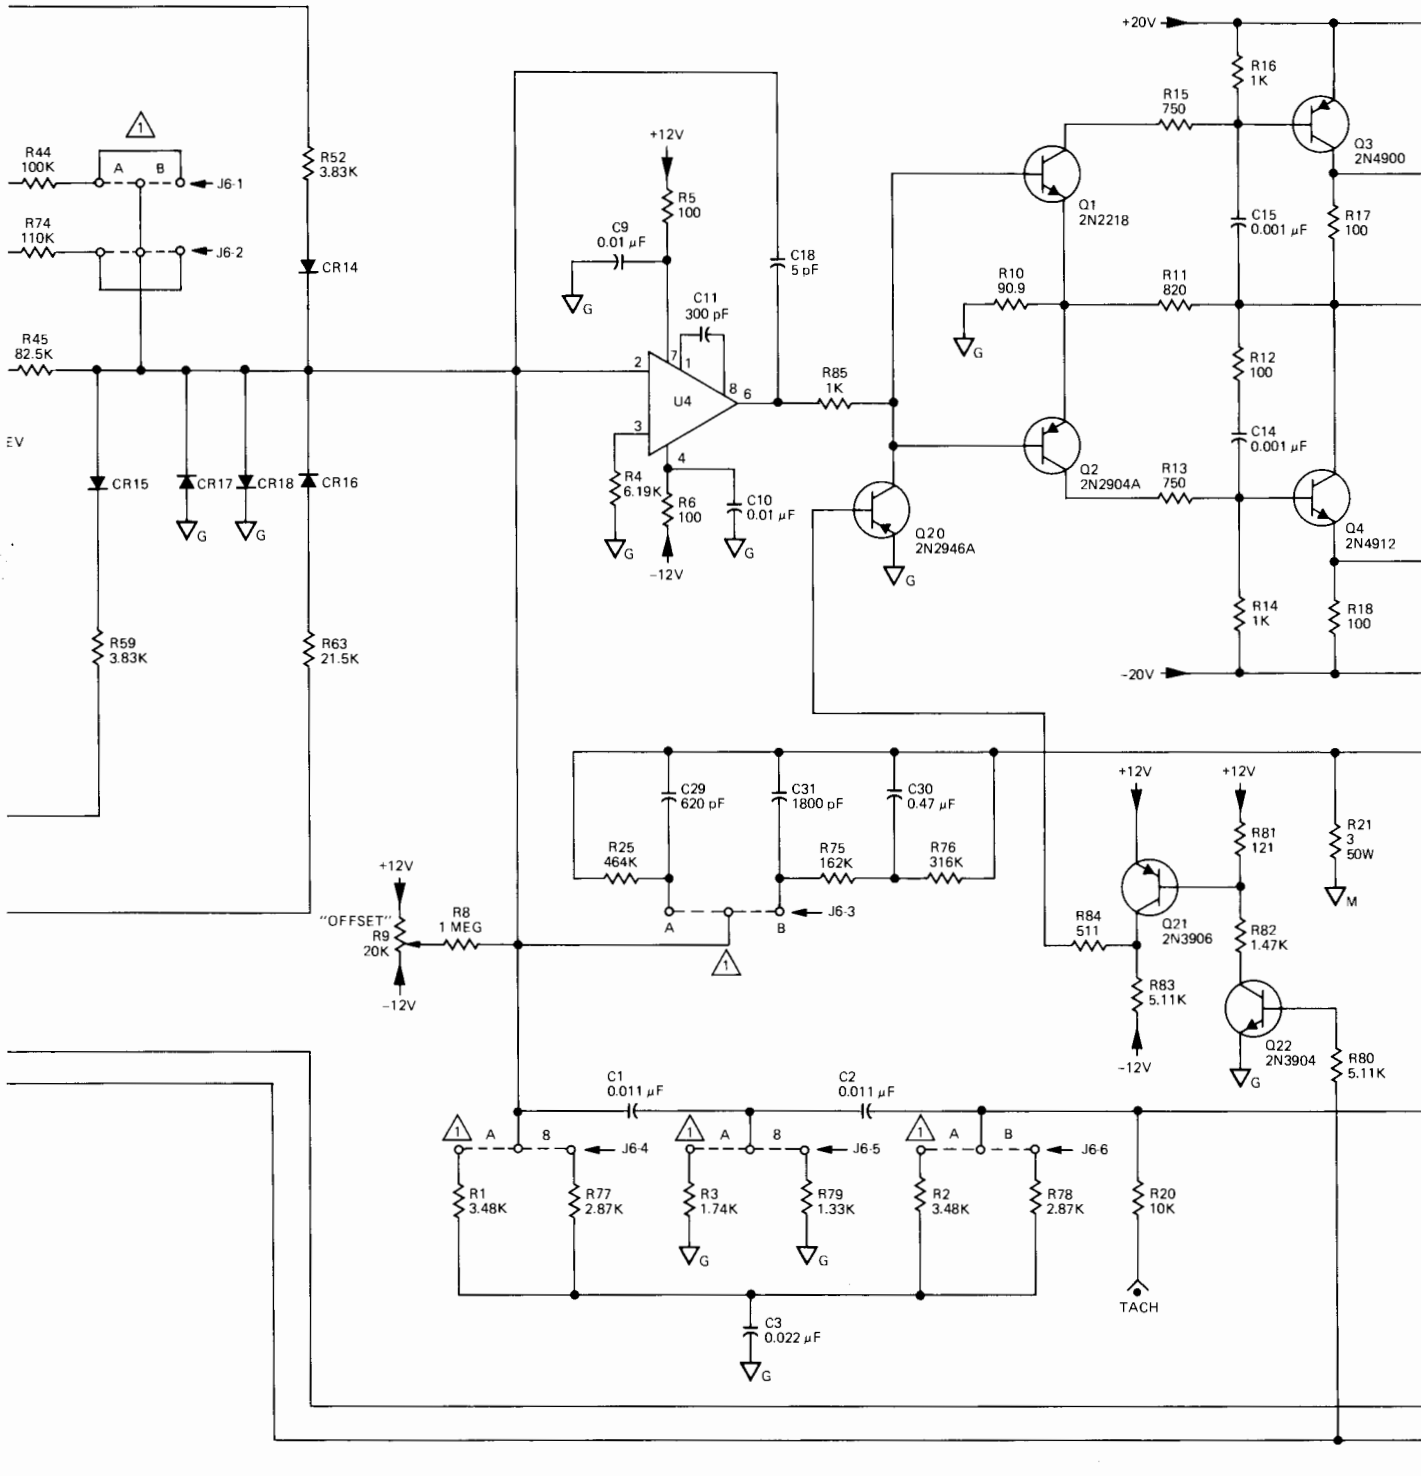 +20V
R16
1K
R15
750
Q3
2N4900
1
R44
100K
A
B
J6-1
R52
3.83K
+12V
R5
100
Q1
2N2218
C15
0.001 µF
R17
100
R74
110K
J6-2
CR14
C9
0.01 µF
G
C18
5 pF
C11
300 pF
R10
90.9
G
R11
820
R45
82.5K
2
7
1
8
6
U4
3
4
R85
1K
R12
100
EV
CR15
CR17
G
CR18
G
CR16
R4
6.19K
G
R6
100
-12V
C10
0.01 µF
G
Q20
2N2946A
G
Q2
2N2904A
R13
750
C14
0.001 µF
Q4
2N4912
R14
1K
R18
100
-20V
R59
3.83K
R63
21.5K
C29
620 pF
C31
1800 pF
C30
0.47 µF
R25
464K
R75
162K
R76
316K
A
B
J6-3
1
+12V
"OFFSET"
R9
20K
-12V
R8
1 MEG
+12V
+12V
R81
121
R21
3
50W
M
Q21
2N3906
R84
511
R82
1.47K
R83
5.11K
-12V
Q22
2N3904
G
R80
5.11K
C1
0.011 µF
C2
0.011 µF
1
A
8
J6-4
1
A
8
J6-5
1
A
B
J6-6
R1
3.48K
R77
2.87K
R3
1.74K
G
R79
1.33K
G
R2
3.48K
R78
2.87K
R20
10K
TACH
C3
0.022 µF
G